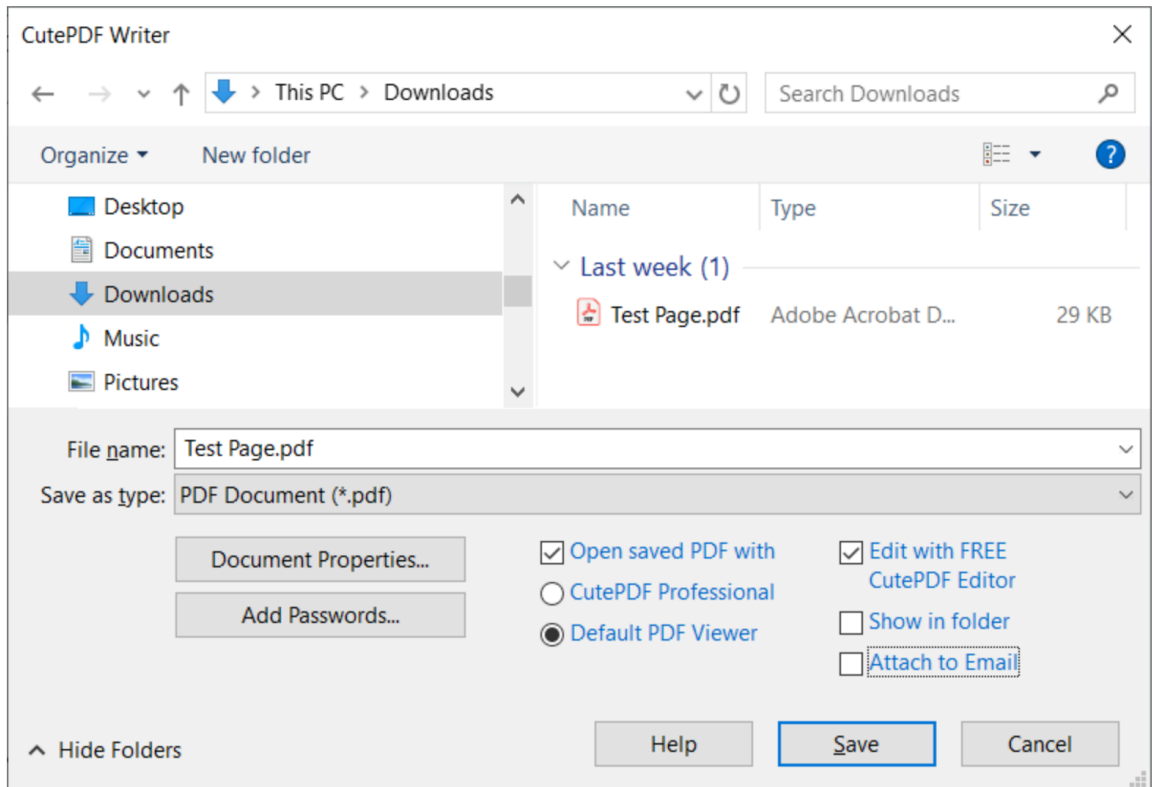 CutePDF Writer
This PC > Downloads
Search Downloads
Organize
New folder
?
Desktop
Documents
Downloads
Music
Pictures
Name Type Size
Last week (1)
Test Page.pdf Adobe Acrobat D... 29 KB
File name: Test Page.pdf
Save as type: PDF Document (*.pdf)
Document Properties...
Add Passwords...
Open saved PDF with
CutePDF Professional
Default PDF Viewer
Edit with FREE
CutePDF Editor
Show in folder
Attach to Email
Hide Folders
Help
Save
Cancel